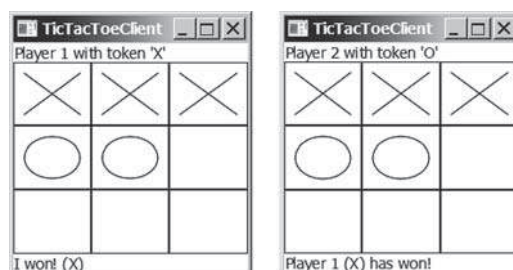 TicTacToeClient
Player 1 with token 'X'
I won! (X)
TicTacToeClient
Player 2 with token 'O'
Player 1 (X) has won!